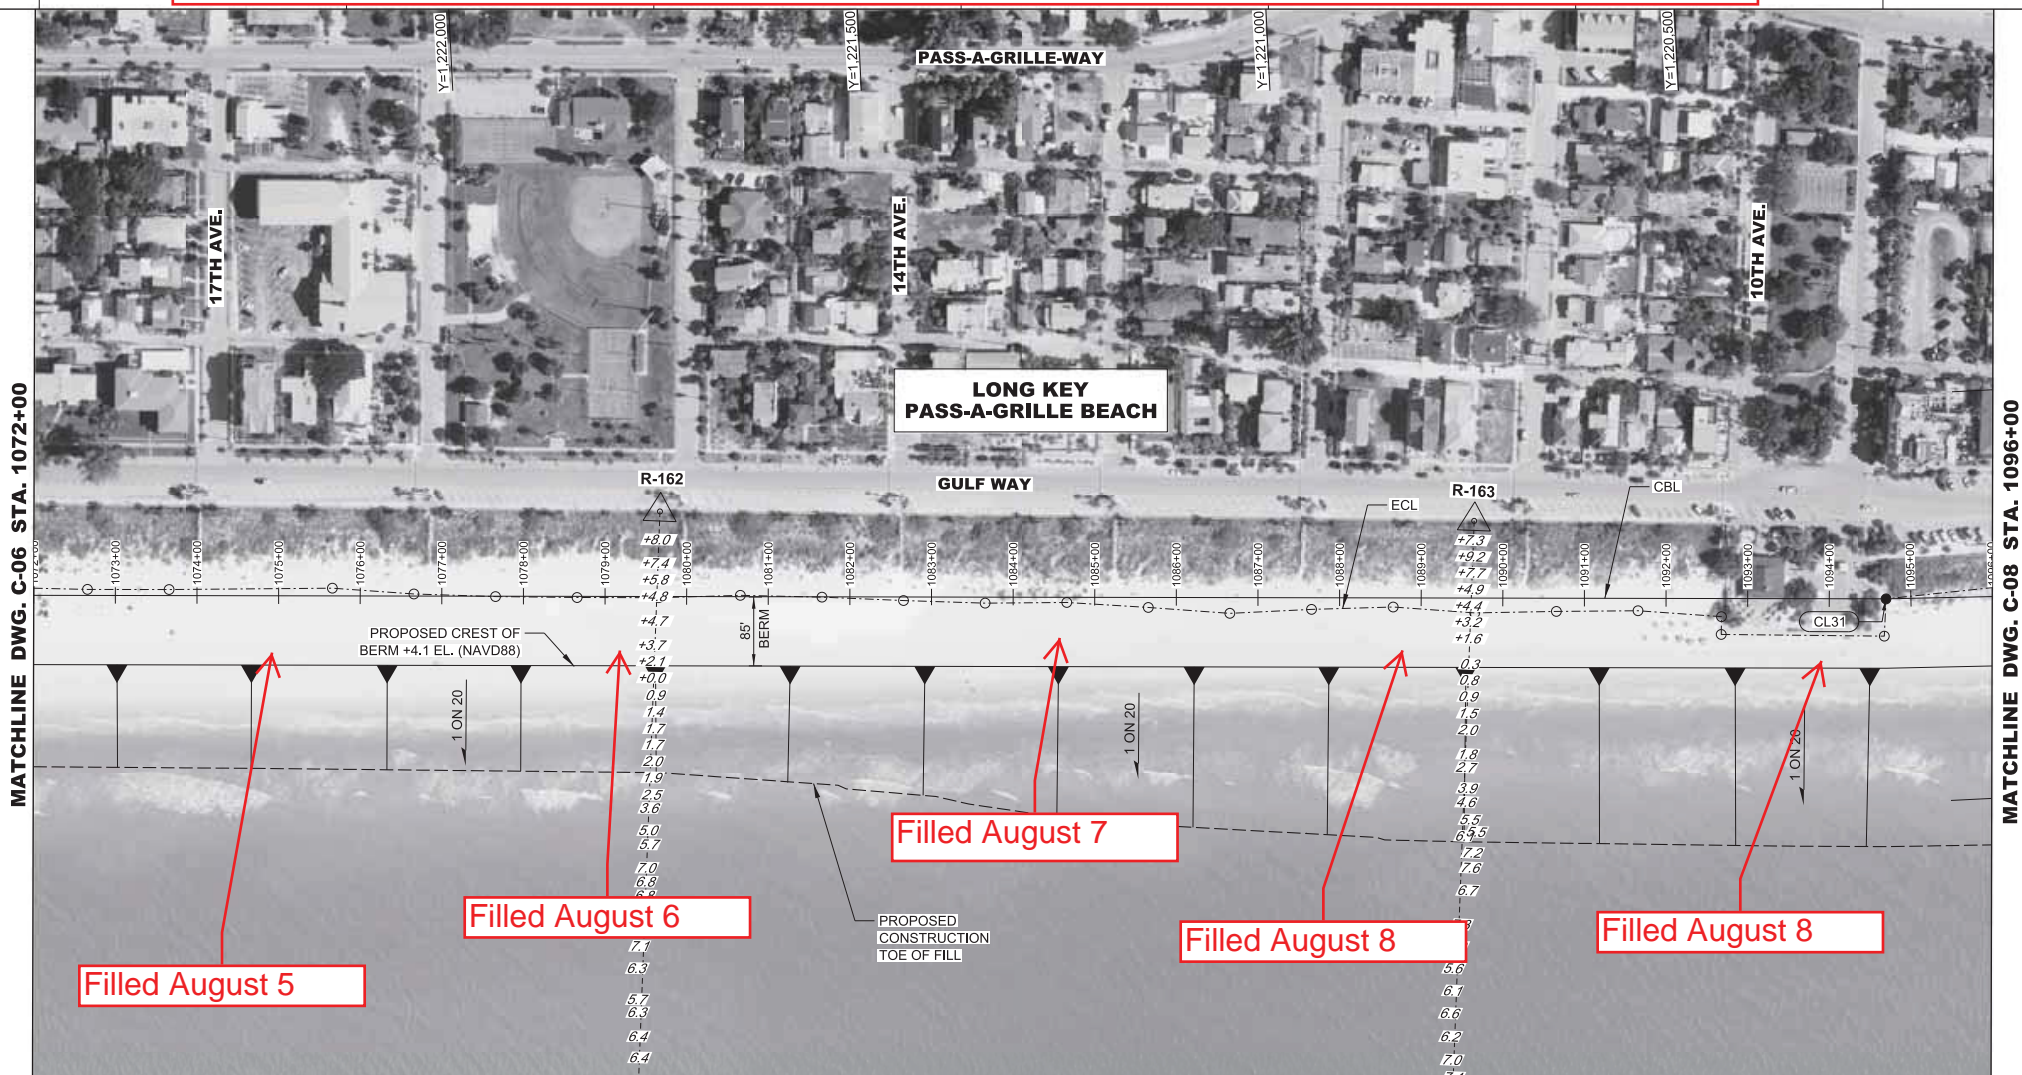 Y=1,222,000
Y=1,221,500
Y=1,221,000
Y=1,220,500
PASS-A-GRILLE-WAY
17TH AVE.
14TH AVE.
10TH AVE.
LONG KEY
PASS-A-GRILLE BEACH
MATCHLINE DWG. C-06 STA. 1072+00
MATCHLINE DWG. C-08 STA. 1096+00
GULF WAY
R-162
R-163
CBL
ECL
1073+00
1074+00
1075+00
1076+00
1077+00
1078+00
1079+00
1080+00
1081+00
1082+00
1083+00
1084+00
1085+00
1086+00
1087+00
1088+00
1089+00
1090+00
1091+00
1092+00
1093+00
1094+00
1095+00
CL31
PROPOSED CREST OF
BERM +4.1 EL. (NAVD88)
85'
BERM
1 ON 20
1 ON 20
1 ON 20
+8.0
+7.4
+5.8
+4.8
+4.7
+3.7
+2.1
+0.0
0.9
1.4
1.7
1.7
2.0
1.9
2.5
3.6
5.0
5.7
7.0
6.8
7.1
6.3
5.7
6.3
6.4
6.4
+7.3
+9.2
+7.7
+4.9
+4.4
+3.2
+1.6
0.3
0.8
0.9
1.5
2.0
1.8
2.7
3.9
4.6
5.5
5.5
7.2
7.6
6.7
5.6
6.1
6.6
6.2
7.0
PROPOSED
CONSTRUCTION
TOE OF FILL
Filled August 5
Filled August 6
Filled August 7
Filled August 8
Filled August 8